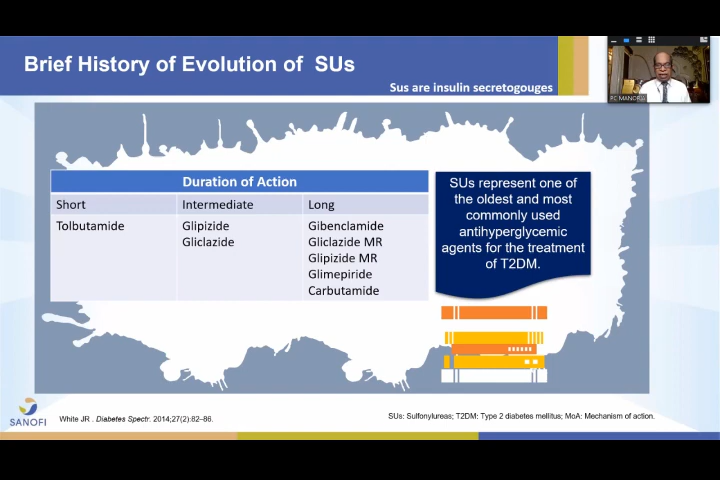 Brief History of Evolution of SUs
Sus are insulin secretogouges
Duration of Action
Short
Intermediate
Long
Tolbutamide
Glipizide
Gliclazide
Gibenclamide
Gliclazide MR
Glipizide MR
Glimepiride
Carbutamide
SUs represent one of
the oldest and most
commonly used
antihyperglycemic
agents for the treatment
of T2DM.
SANOFI
White JR . Diabetes Spectr. 2014;27(2):82–86.
SUs: Sulfonylureas; T2DM: Type 2 diabetes mellitus; MoA: Mechanism of action.